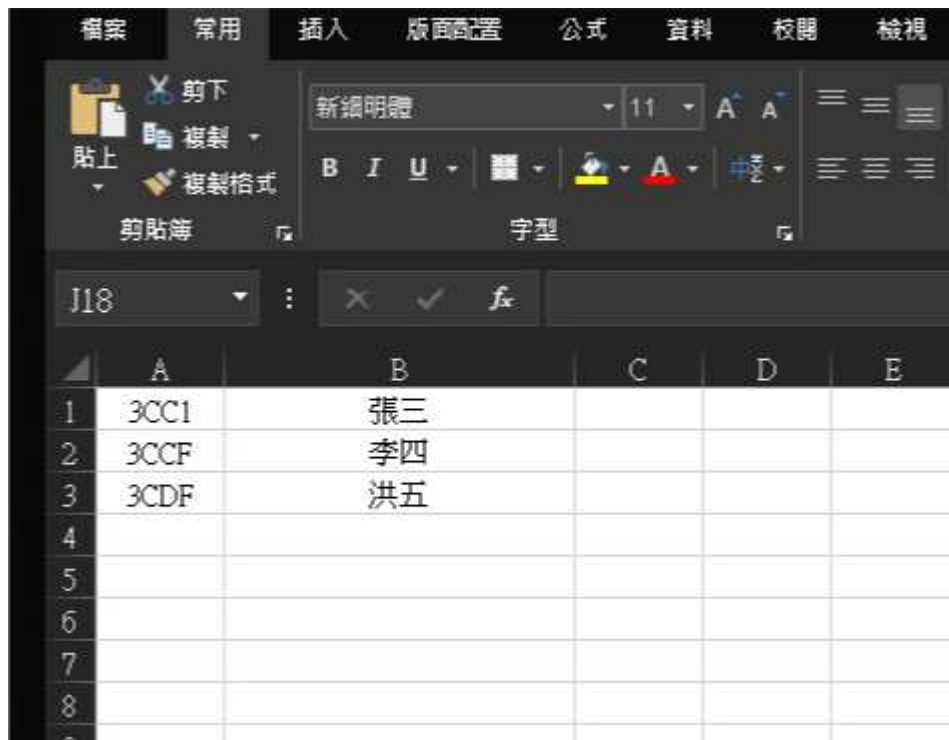 檔案 常用 插入 版面配置 公式 資料 校閱 檢視
剪下
複製
貼上
複製格式
剪貼簿
新細明體 11 A A
B I U A 中
字型
J18 fx
A B C D E
1 3CC1 張三
2 3CCF 李四
3 3CDF 洪五
4
5
6
7
8